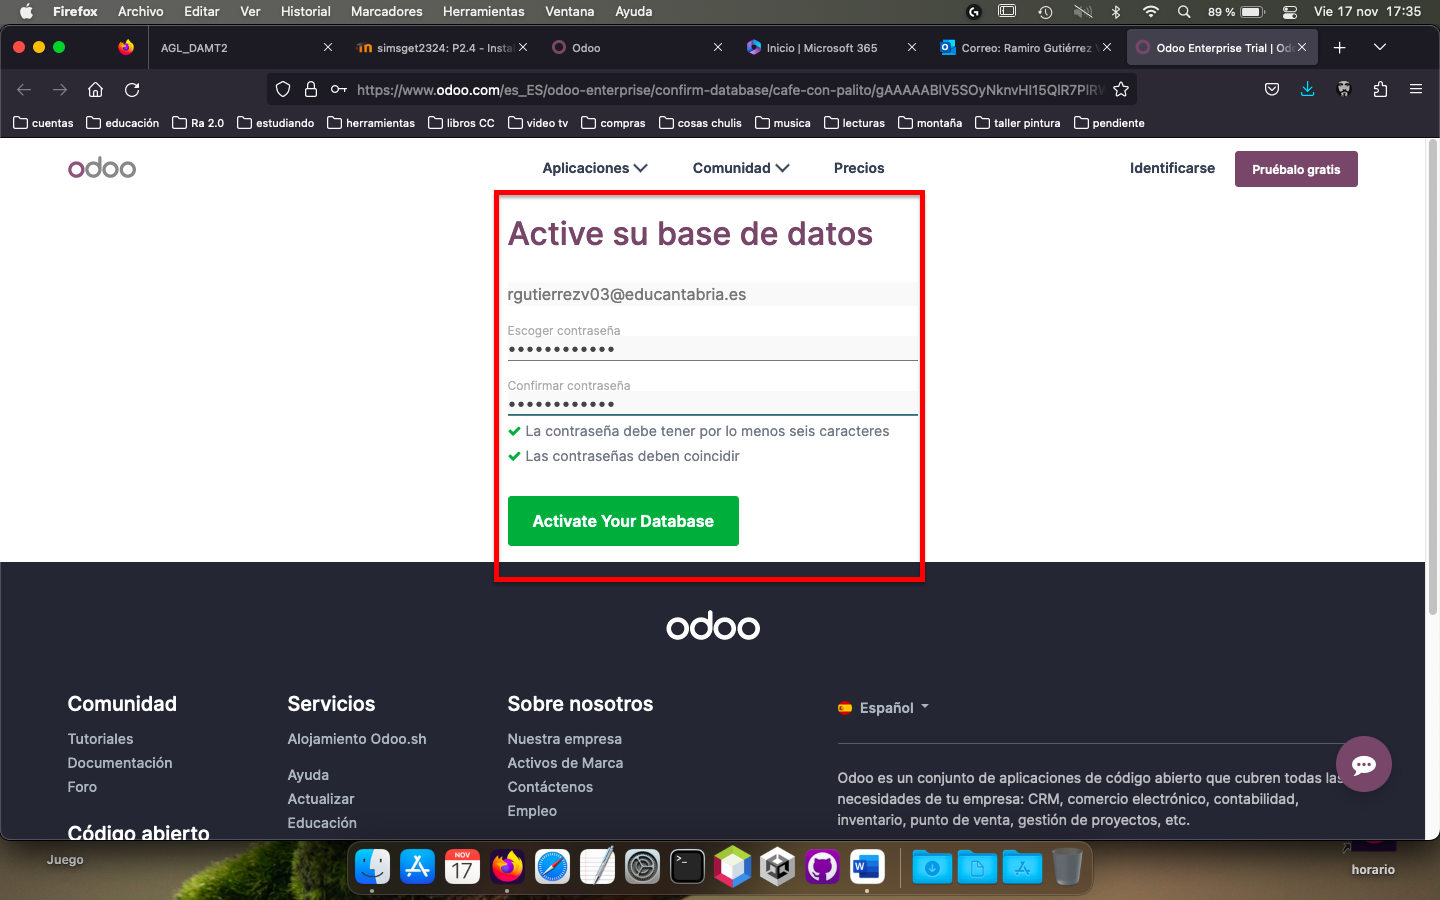 Firefox Archivo Editar Ver Historial Marcadores Herramientas Ventana Ayuda 89 % Vie 17 nov 17:35
AGL_DAMT2 simsget2324: P2.4 - Insta Odoo Inicio | Microsoft 365 Correo: Ramiro Gutiérrez Odoo Enterprise Trial | Odo
https://www.odoo.com/es_ES/odoo-enterprise/confirm-database/cafe-con-palito/
cuentas educación Ra 2.0 estudiando herramientas libros CC video tv compras cosas chulis musica lecturas montaña taller pintura pendiente
odoo Aplicaciones Comunidad Precios Identificarse Pruébalo gratis
Active su base de datos
rgutierrezv03@educantabria.es
Escoger contraseña
••••••••••••
Confirmar contraseña
••••••••••••
La contraseña debe tener por lo menos seis caracteres
Las contraseñas deben coincidir
Activate Your Database
odoo
Comunidad
Tutoriales
Documentación
Foro
Código abierto
Servicios
Alojamiento Odoo.sh
Ayuda
Actualizar
Educación
Sobre nosotros
Nuestra empresa
Activos de Marca
Contáctenos
Empleo
Español
Odoo es un conjunto de aplicaciones de código abierto que cubren todas las
necesidades de tu empresa: CRM, comercio electrónico, contabilidad,
inventario, punto de venta, gestión de proyectos, etc.
Juego
horario
NOV
17
W